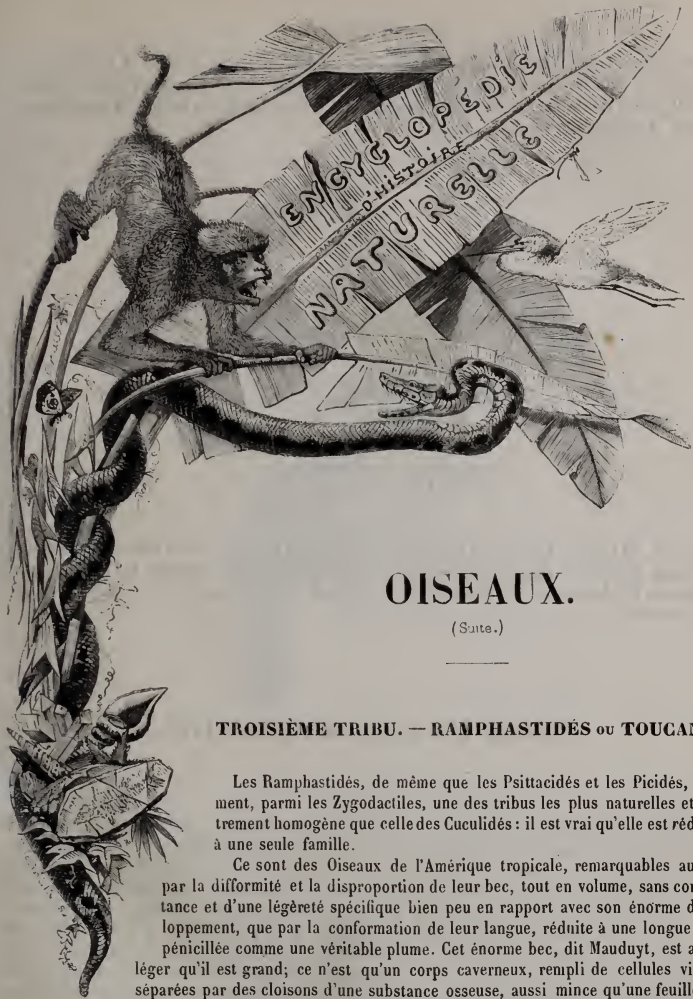 ENCYCLOPÉDIE
D'HISTOIRE
NATURELLE
OISEAUX.
(Suite.)
TROISIÈME TRIBU. — RAMPHASTIDÉS OU TOUCAN
Les Ramphastidés, de même que les Psittacidés et les Picidés,
ment, parmi les Zygodactiles, une des tribus les plus naturelles et
trement homogène que celle des Cuculidés : il est vrai qu'elle est réd
à une seule famille.
Ce sont des Oiseaux de l'Amérique tropicale, remarquables au
par la difformité et la disproportion de leur bec, tout en volume, sans con
tance et d'une légèreté spécifique bien peu en rapport avec son énorme d
loppement, que par la conformation de leur langue, réduite à une longue
pénicillée comme une véritable plume. Cet énorme bec, dit Mauduyt, est a
léger qu'il est grand; ce n'est qu'un corps caverneux, rempli de cellules vi
séparées par des cloisons d'une substance osseuse, aussi mince qu'une feuill